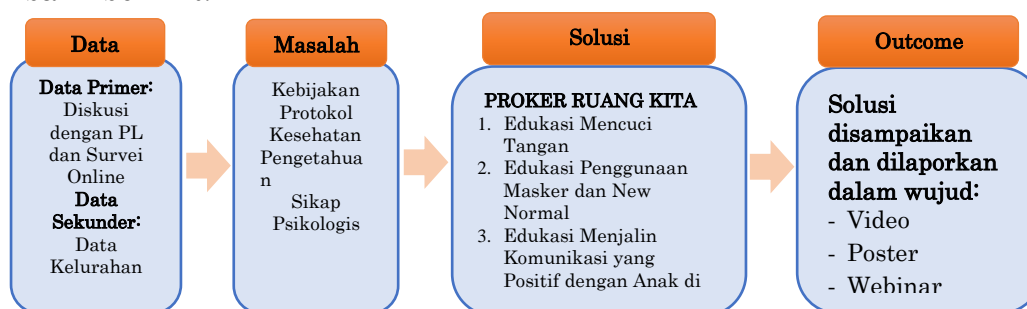 Data
Data Primer:
Diskusi
dengan PL
dan Survei
Online
Data
Sekunder:
Data
Kelurahan
Masalah
Kebijakan
Protokol
Kesehatan
Pengetahua
n
Sikap
Psikologis
Solusi
PROKER RUANG KITA
1. Edukasi Mencuci
Tangan
2. Edukasi Penggunaan
Masker dan New
Normal
3. Edukasi Menjalin
Komunikasi yang
Positif dengan Anak di
Outcome
Solusi
disampaikan
dan dilaporkan
dalam wujud:
- Video
- Poster
- Webinar